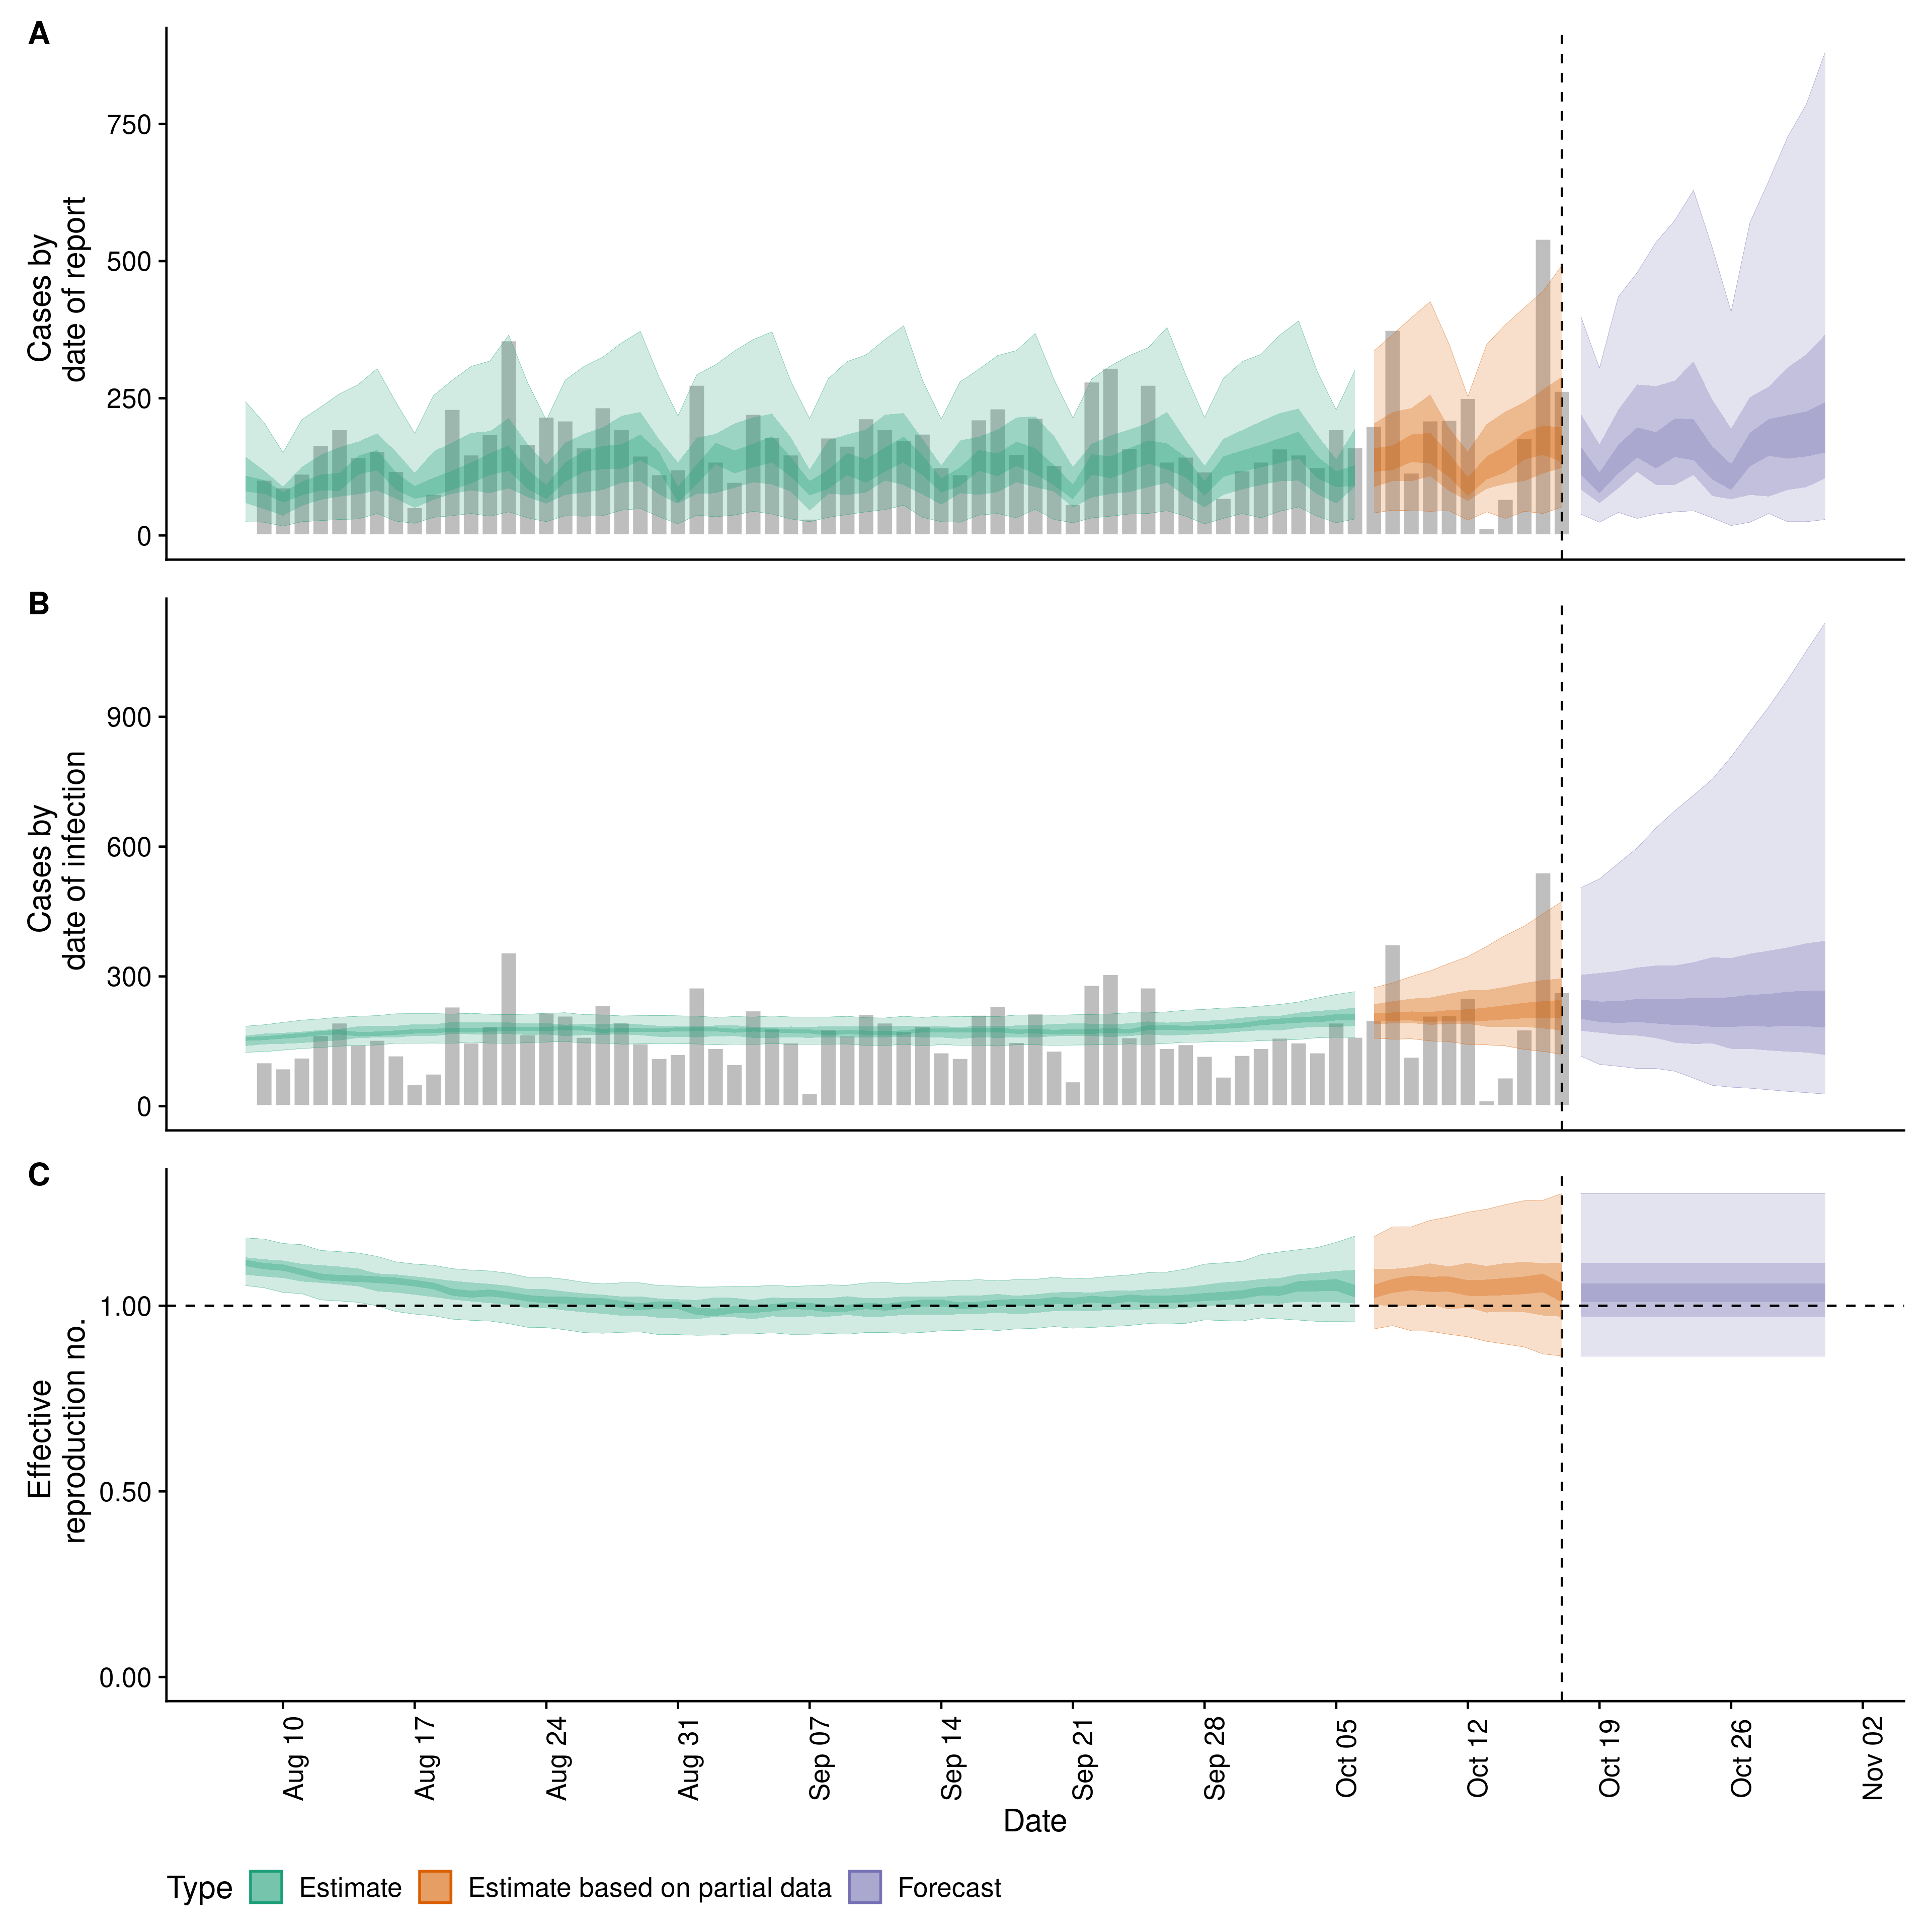 A
Cases by
date of report
750
500
250
0
B
Cases by
date of infection
900
600
300
0
C
Effective
reproduction no.
1.00
0.50
0.00
Aug 10
Aug 17
Aug 24
Aug 31
Sep 07
Sep 14
Sep 21
Sep 28
Oct 05
Oct 12
Oct 19
Oct 26
Nov 02
Date
Type Estimate Estimate based on partial data Forecast